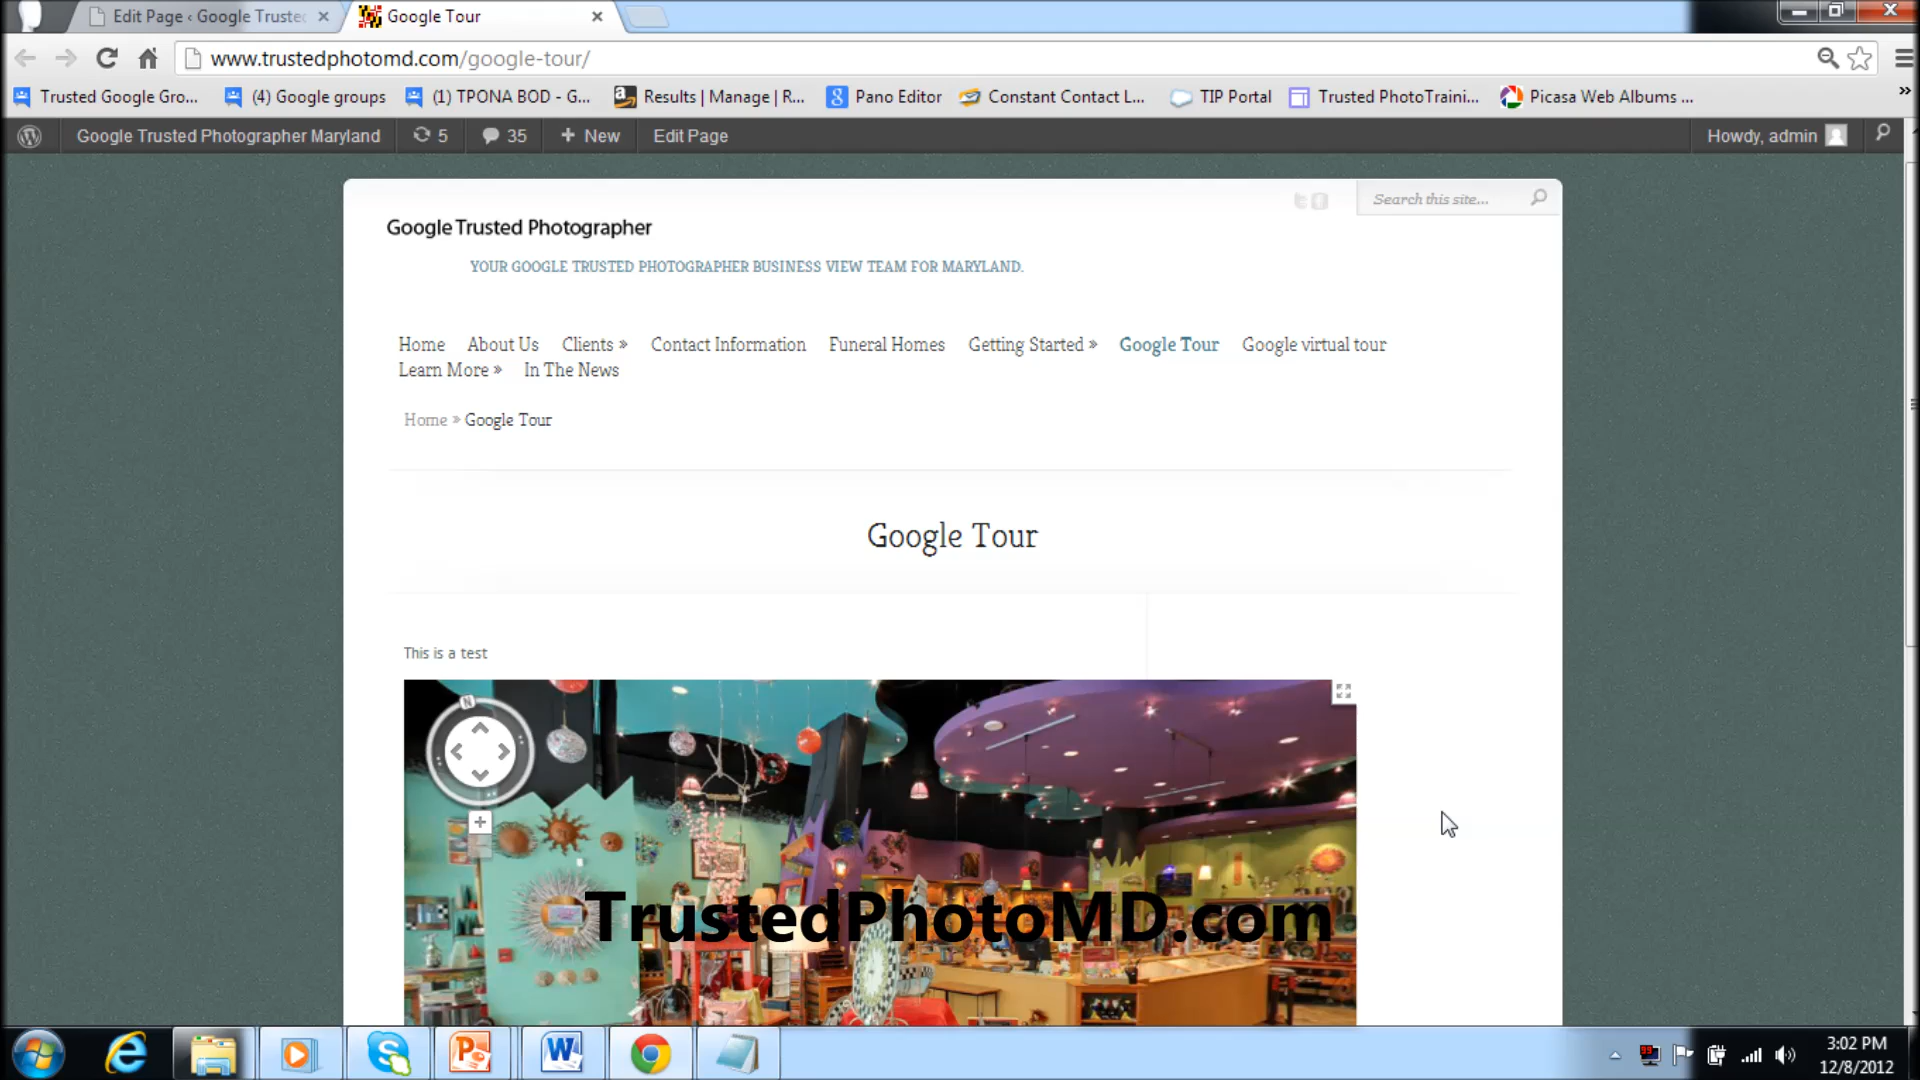 Edit Page ‹ Google Trusted
Google Tour
www.trustedphotomd.com/google-tour/
Trusted Google Gro...
(4) Google groups
(1) TPONA BOD - G...
Results | Manage | R...
Pano Editor
Constant Contact L...
TIP Portal
Trusted PhotoTraini...
Picasa Web Albums ...
»
Google Trusted Photographer Maryland
5
35
+ New
Edit Page
Howdy, admin
Search this site...
Google Trusted Photographer
YOUR GOOGLE TRUSTED PHOTOGRAPHER BUSINESS VIEW TEAM FOR MARYLAND.
Home About Us Clients » Contact Information Funeral Homes Getting Started » Google Tour Google virtual tour
Learn More » In The News
Home » Google Tour
Google Tour
This is a test
N
TrustedPhotoMD.com
99
3:02 PM
12/8/2012